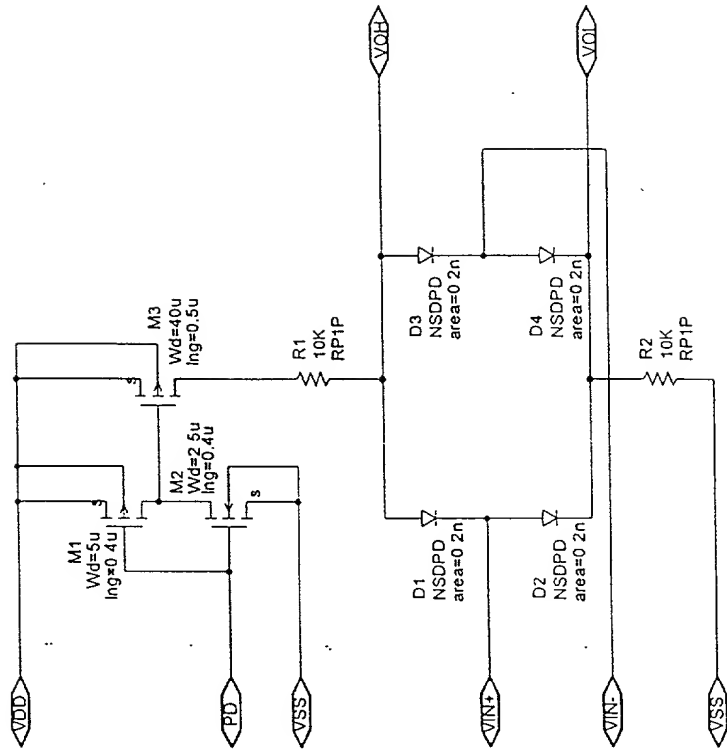 VDD
PD
VSS
VIN+
VIN-
VSS
VOH
VOL
M1
Wd=5u
lng=0.4u
M2
Wd=2.5u
lng=0.4u
M3
Wd=40u
lng=0.5u
s
s
s
R1
10K
RP1P
D1
NSDPD
area=0.2n
D2
NSDPD
area=0.2n
D3
NSDPD
area=0.2n
D4
NSDPD
area=0.2n
R2
10K
RP1P